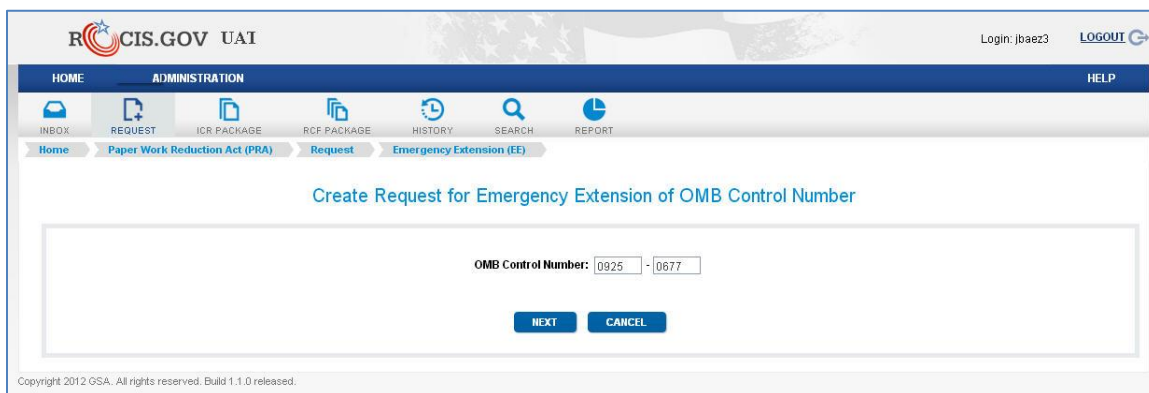 ROCIS.GOV UAT
Login: jbaez3 LOGOUT
HOME ADMINISTRATION HELP
INBOX REQUEST ICR PACKAGE RCF PACKAGE HISTORY SEARCH REPORT
Home Paper Work Reduction Act (PRA) Request Emergency Extension (EE)
Create Request for Emergency Extension of OMB Control Number
OMB Control Number: 0925 - 0677
NEXT CANCEL
Copyright 2012 GSA. All rights reserved. Build 1.1.0 released.